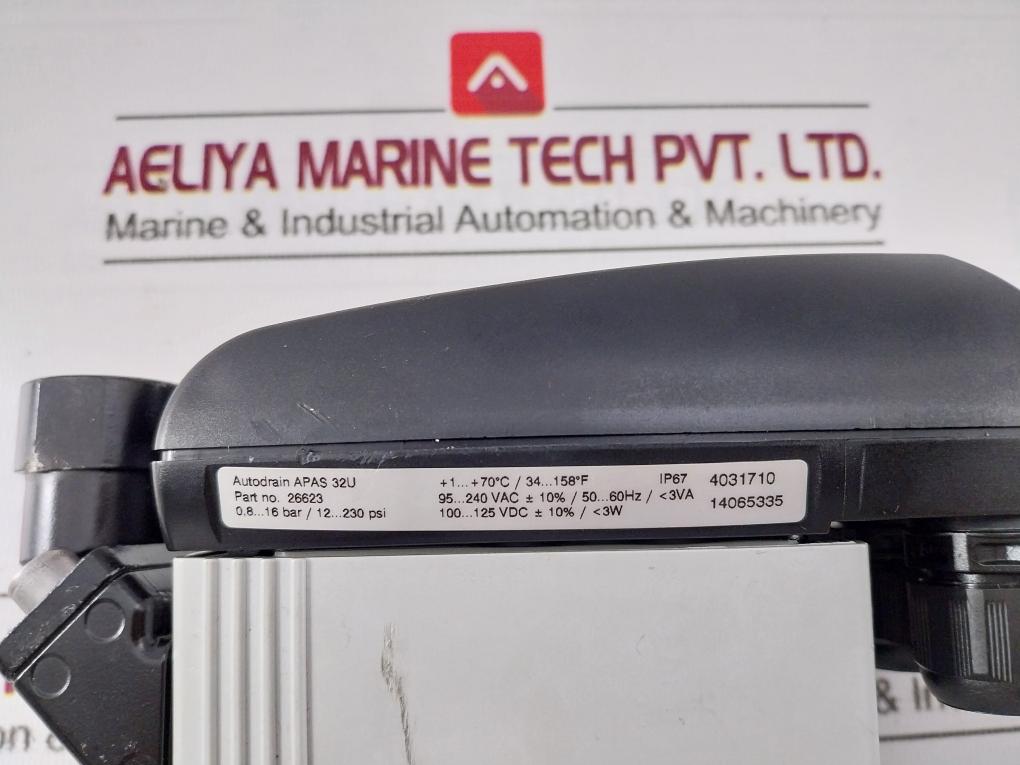 AELIYA MARINE TECH PVT. LTD.
Marine & Industrial Automation & Machinery
Autodrain APAS 32U
Part no. 26623
0,8...16 bar / 12...230 psi
+1... +70°C / 34...158°F IP67
95...240 VAC ± 10% / 50...60Hz / <3VA
100...125 VDC ± 10% / <3W
4031710
14065335
on
& In